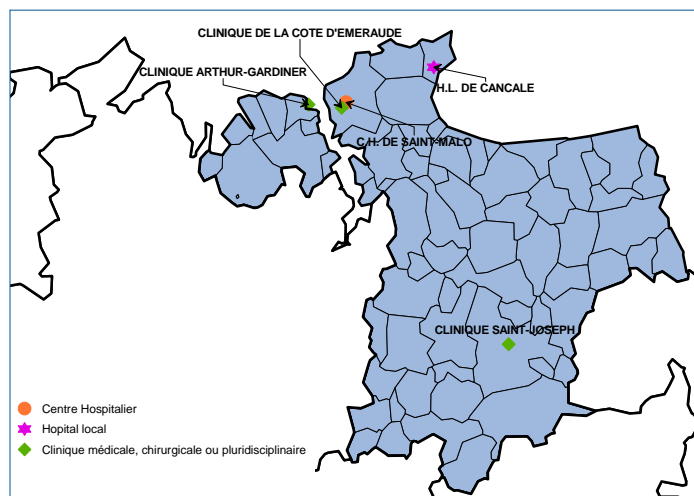 CLINIQUE DE LA COTE D'EMERAUDE
CLINIQUE ARTHUR-GARDINER
H.L. DE CANCALE
C.H. DE SAINT-MALO
CLINIQUE SAINT-JOSEPH
Centre Hospitalier
Hopital local
Clinique médicale, chirurgicale ou pluridisciplinaire